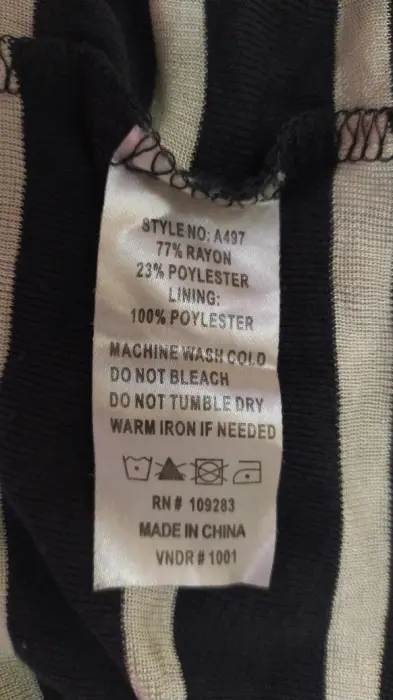 STYLE NO: A497
77% RAYON
23% POYLESTER
LINING:
100% POYLESTER
MACHINE WASH COLD
DO NOT BLEACH
DO NOT TUMBLE DRY
WARM IRON IF NEEDED
RN # 109283
MADE IN CHINA
VNDR # 1001